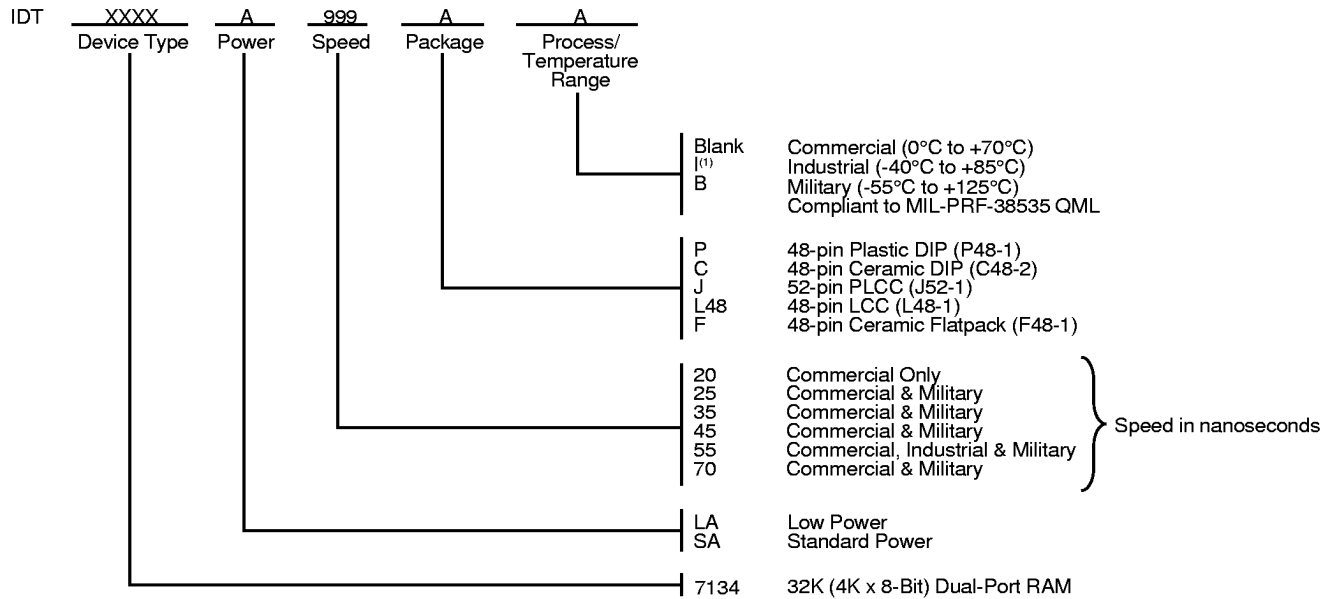 IDT XXXX A 999 A A
Device Type Power Speed Package Process/
Temperature
Range
Blank Commercial (0°C to +70°C)
I(1) Industrial (-40°C to +85°C)
B Military (-55°C to +125°C)
Compliant to MIL-PRF-38535 QML
P 48-pin Plastic DIP (P48-1)
C 48-pin Ceramic DIP (C48-2)
J 52-pin PLCC (J52-1)
L48 48-pin LCC (L48-1)
F 48-pin Ceramic Flatpack (F48-1)
20 Commercial Only
25 Commercial & Military
35 Commercial & Military
45 Commercial & Military
55 Commercial, Industrial & Military
70 Commercial & Military
Speed in nanoseconds
LA Low Power
SA Standard Power
7134 32K (4K x 8-Bit) Dual-Port RAM